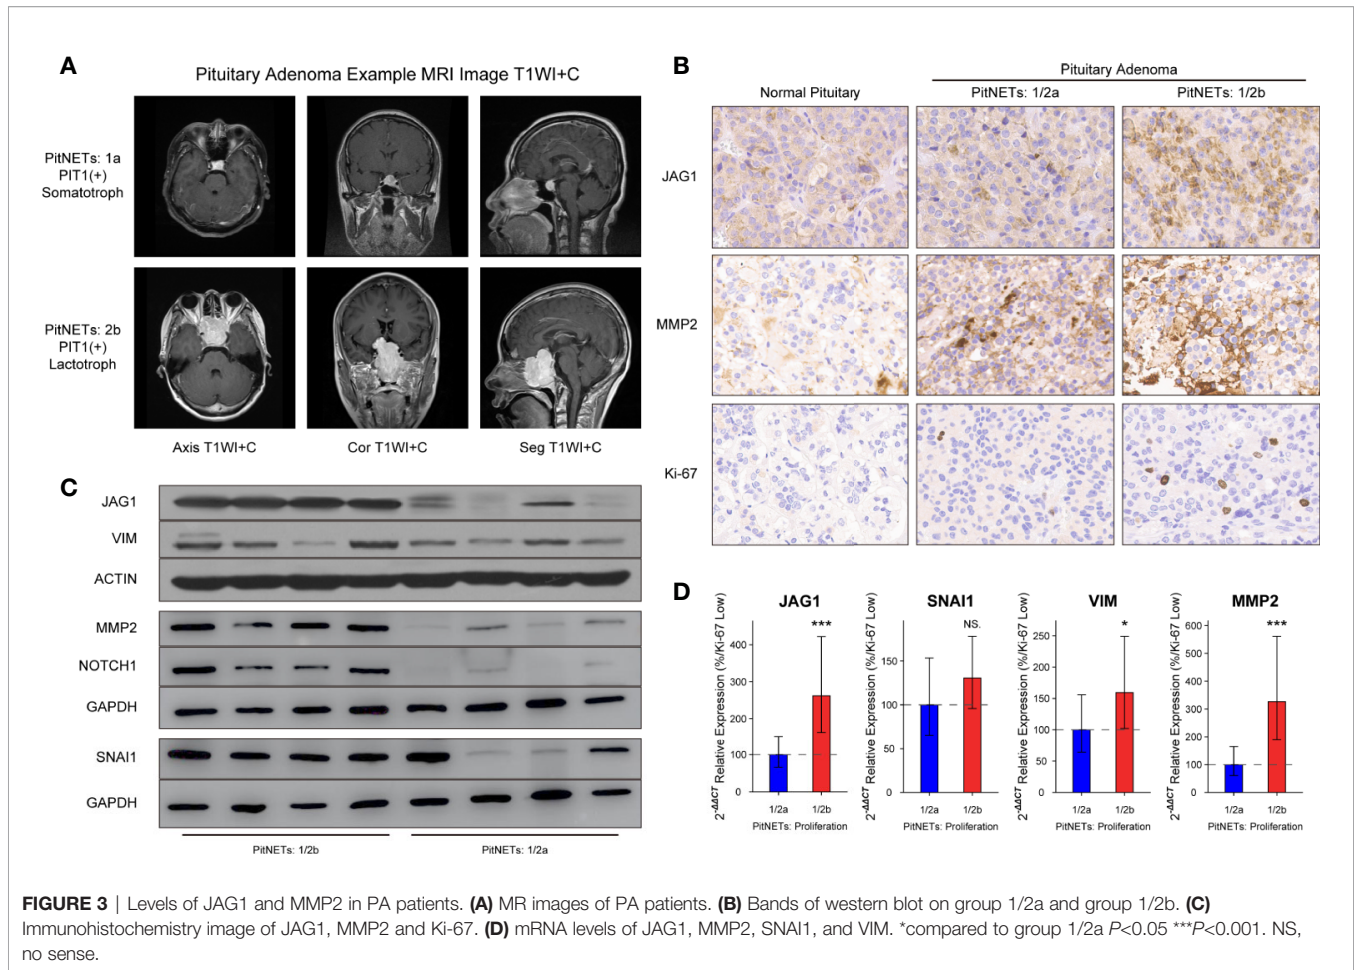 A
Pituitary Adenoma Example MRI Image T1WI+C
PitNETs: 1a
PIT1(+)
Somatotroph
PitNETs: 2b
PIT1(+)
Lactotroph
Axis T1WI+C
Cor T1WI+C
Seg T1WI+C
B
Pituitary Adenoma
Normal Pituitary
PitNETs: 1/2a
PitNETs: 1/2b
JAG1
MMP2
Ki-67
C
JAG1
VIM
ACTIN
MMP2
NOTCH1
GAPDH
SNAI1
GAPDH
PitNETs: 1/2b
PitNETs: 1/2a
D
JAG1
2^-ΔΔCT Relative Expression (%/Ki-67 Low)
400
300
200
100
0
***
1/2a
1/2b
PitNETs: Proliferation
SNAI1
2^-ΔΔCT Relative Expression (%/Ki-67 Low)
150
100
50
0
NS.
1/2a
1/2b
PitNETs: Proliferation
VIM
2^-ΔΔCT Relative Expression (%/Ki-67 Low)
250
200
150
100
50
0
*
1/2a
1/2b
PitNETs: Proliferation
MMP2
2^-ΔΔCT Relative Expression (%/Ki-67 Low)
600
500
400
300
200
100
0
***
1/2a
1/2b
PitNETs: Proliferation
FIGURE 3 | Levels of JAG1 and MMP2 in PA patients. (A) MR images of PA patients. (B) Bands of western blot on group 1/2a and group 1/2b. (C)
Immunohistochemistry image of JAG1, MMP2 and Ki-67. (D) mRNA levels of JAG1, MMP2, SNAI1, and VIM. *compared to group 1/2a P<0.05 ***P<0.001. NS,
no sense.